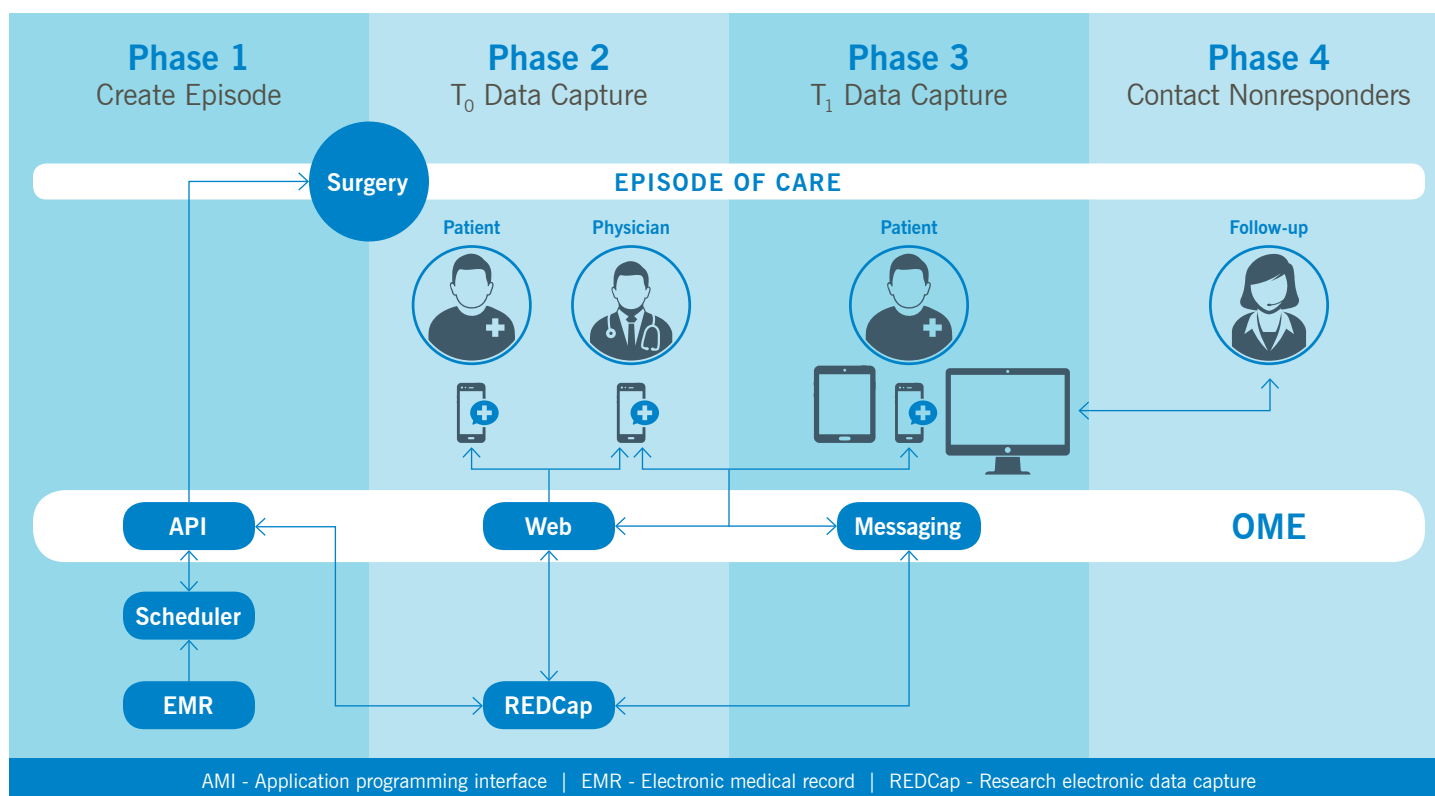 Phase 1
Create Episode
Phase 2
T₀ Data Capture
Phase 3
T₁ Data Capture
Phase 4
Contact Nonresponders
Surgery
EPISODE OF CARE
Patient
Physician
Patient
Follow-up
API
Web
Messaging
OME
Scheduler
EMR
REDCap
AMI - Application programming interface | EMR - Electronic medical record | REDCap - Research electronic data capture